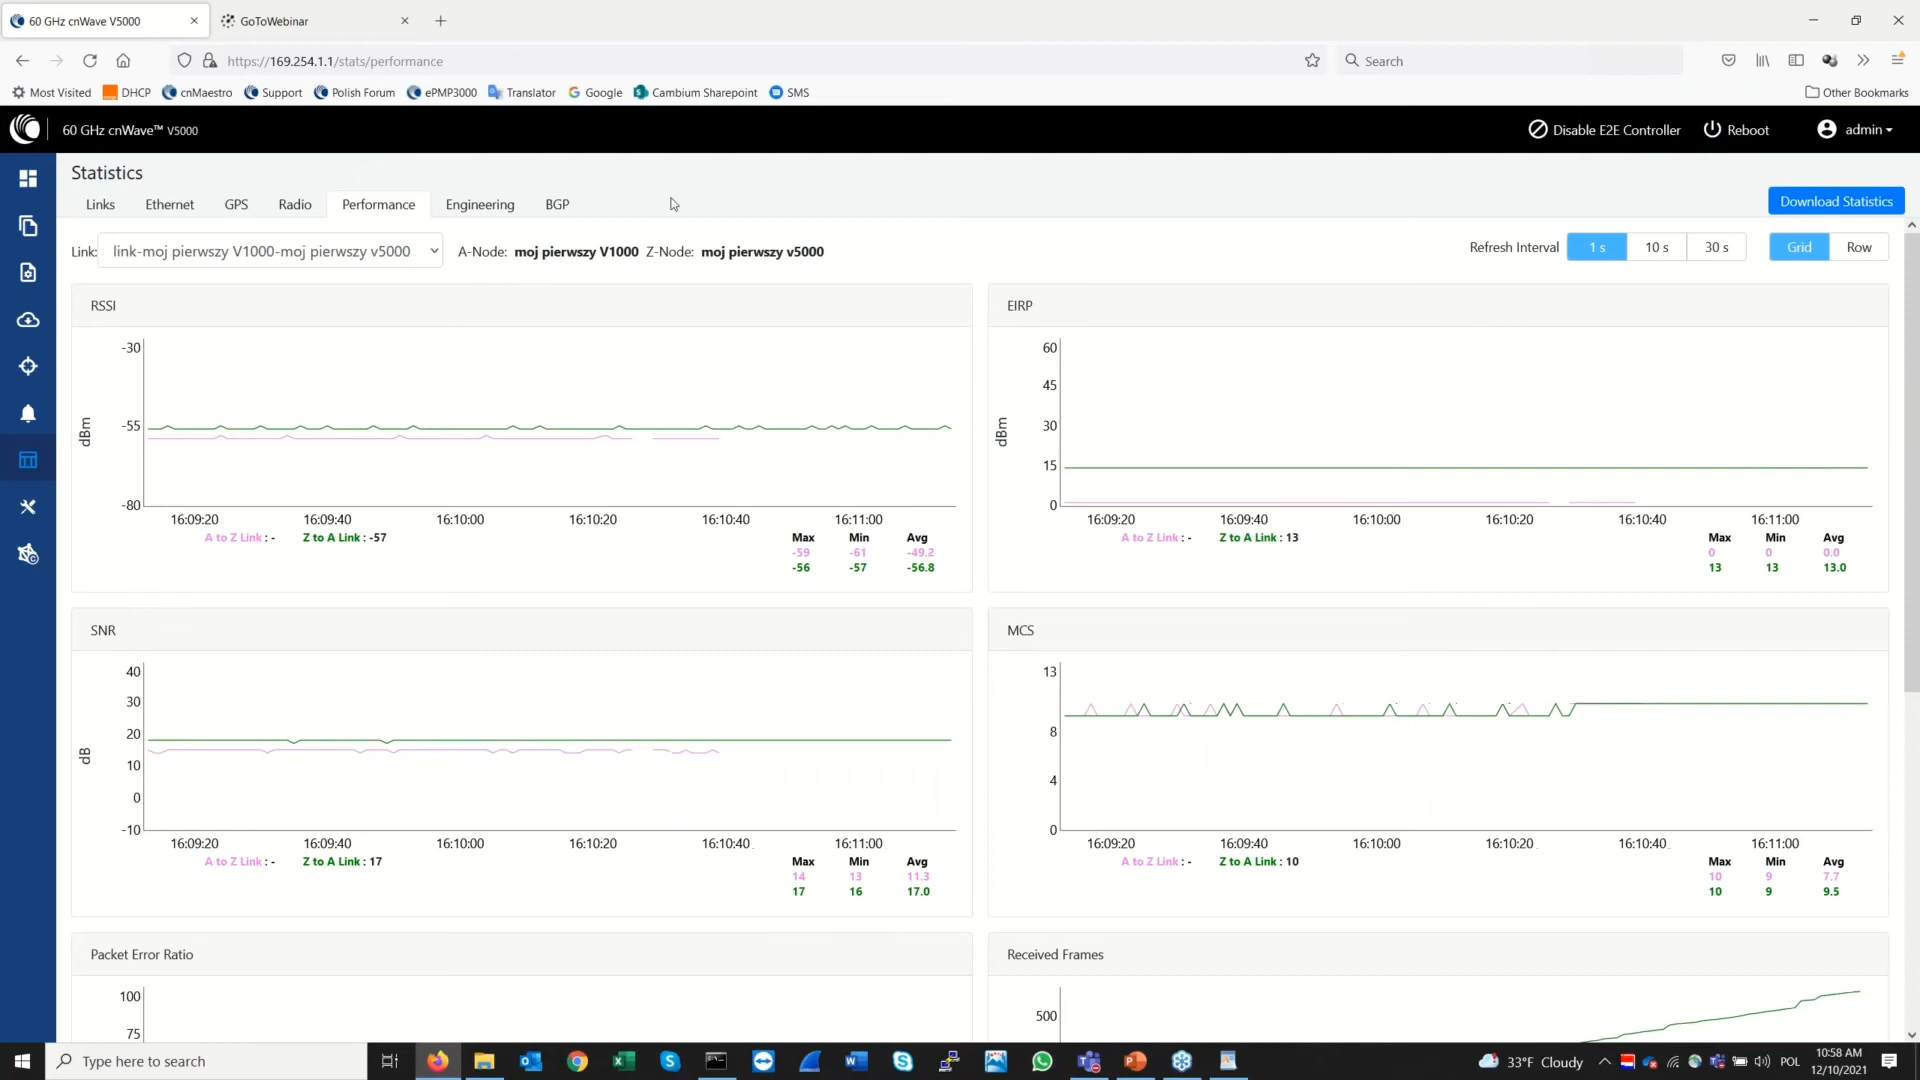 60 GHz cnWave V5000
GoToWebinar
https://169.254.1.1/stats/performance
Search
Most Visited
DHCP
cnMaestro
Support
Polish Forum
ePMP3000
Translator
Google
Cambium Sharepoint
SMS
Other Bookmarks
60 GHz cnWave™ V5000
Disable E2E Controller
Reboot
admin
Statistics
Links
Ethernet
GPS
Radio
Performance
Engineering
BGP
Download Statistics
Link: link-moj pierwszy V1000-moj pierwszy v5000
A-Node: moj pierwszy V1000 Z-Node: moj pierwszy v5000
Refresh Interval
1 s
10 s
30 s
Grid
Row
RSSI
-30
-55
-80
dBm
16:09:20 16:09:40 16:10:00 16:10:20 16:10:40 16:11:00
A to Z Link : - Z to A Link : -57
Max Min Avg
-59 -61 -49.2
-56 -57 -56.8
EIRP
60
45
30
15
0
dBm
16:09:20 16:09:40 16:10:00 16:10:20 16:10:40 16:11:00
A to Z Link : - Z to A Link : 13
Max Min Avg
0 0 0.0
13 13 13.0
SNR
40
30
20
10
0
-10
dB
16:09:20 16:09:40 16:10:00 16:10:20 16:10:40 16:11:00
A to Z Link : - Z to A Link : 17
Max Min Avg
14 13 11.3
17 16 17.0
MCS
13
8
4
0
16:09:20 16:09:40 16:10:00 16:10:20 16:10:40 16:11:00
A to Z Link : - Z to A Link : 10
Max Min Avg
10 9 7.7
10 9 9.5
Packet Error Ratio
100
75
Received Frames
500
Type here to search
33°F Cloudy
POL
10:58 AM
12/10/2021